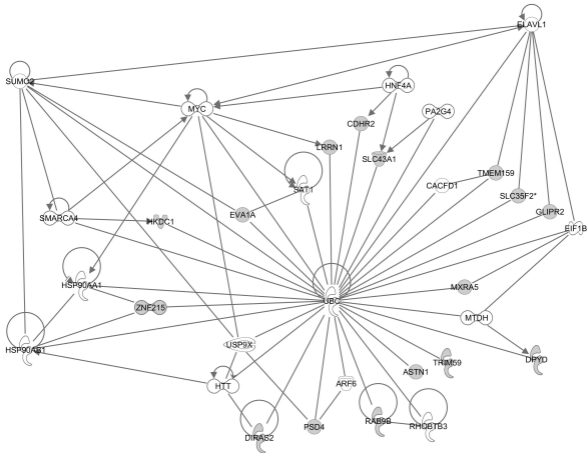 ELAVL1
SUMO2
HNF4A
MYC
PA2G4
CDHR2
LRRN1
SLC43A1
TMEM159
SAT1
CACFD1
SLC35F2*
EVA1A
GLIPR2
SMARCA4
HKDC1
EIF1B
HSP90AA1
MXRA5
UBC
ZNF215
MTDH
USP9X
HSP90AB1
TRIM59
DPYD
ASTN1
HTT
ARF6
RAB9B
RHOBTB3
PSD4
DIRAS2